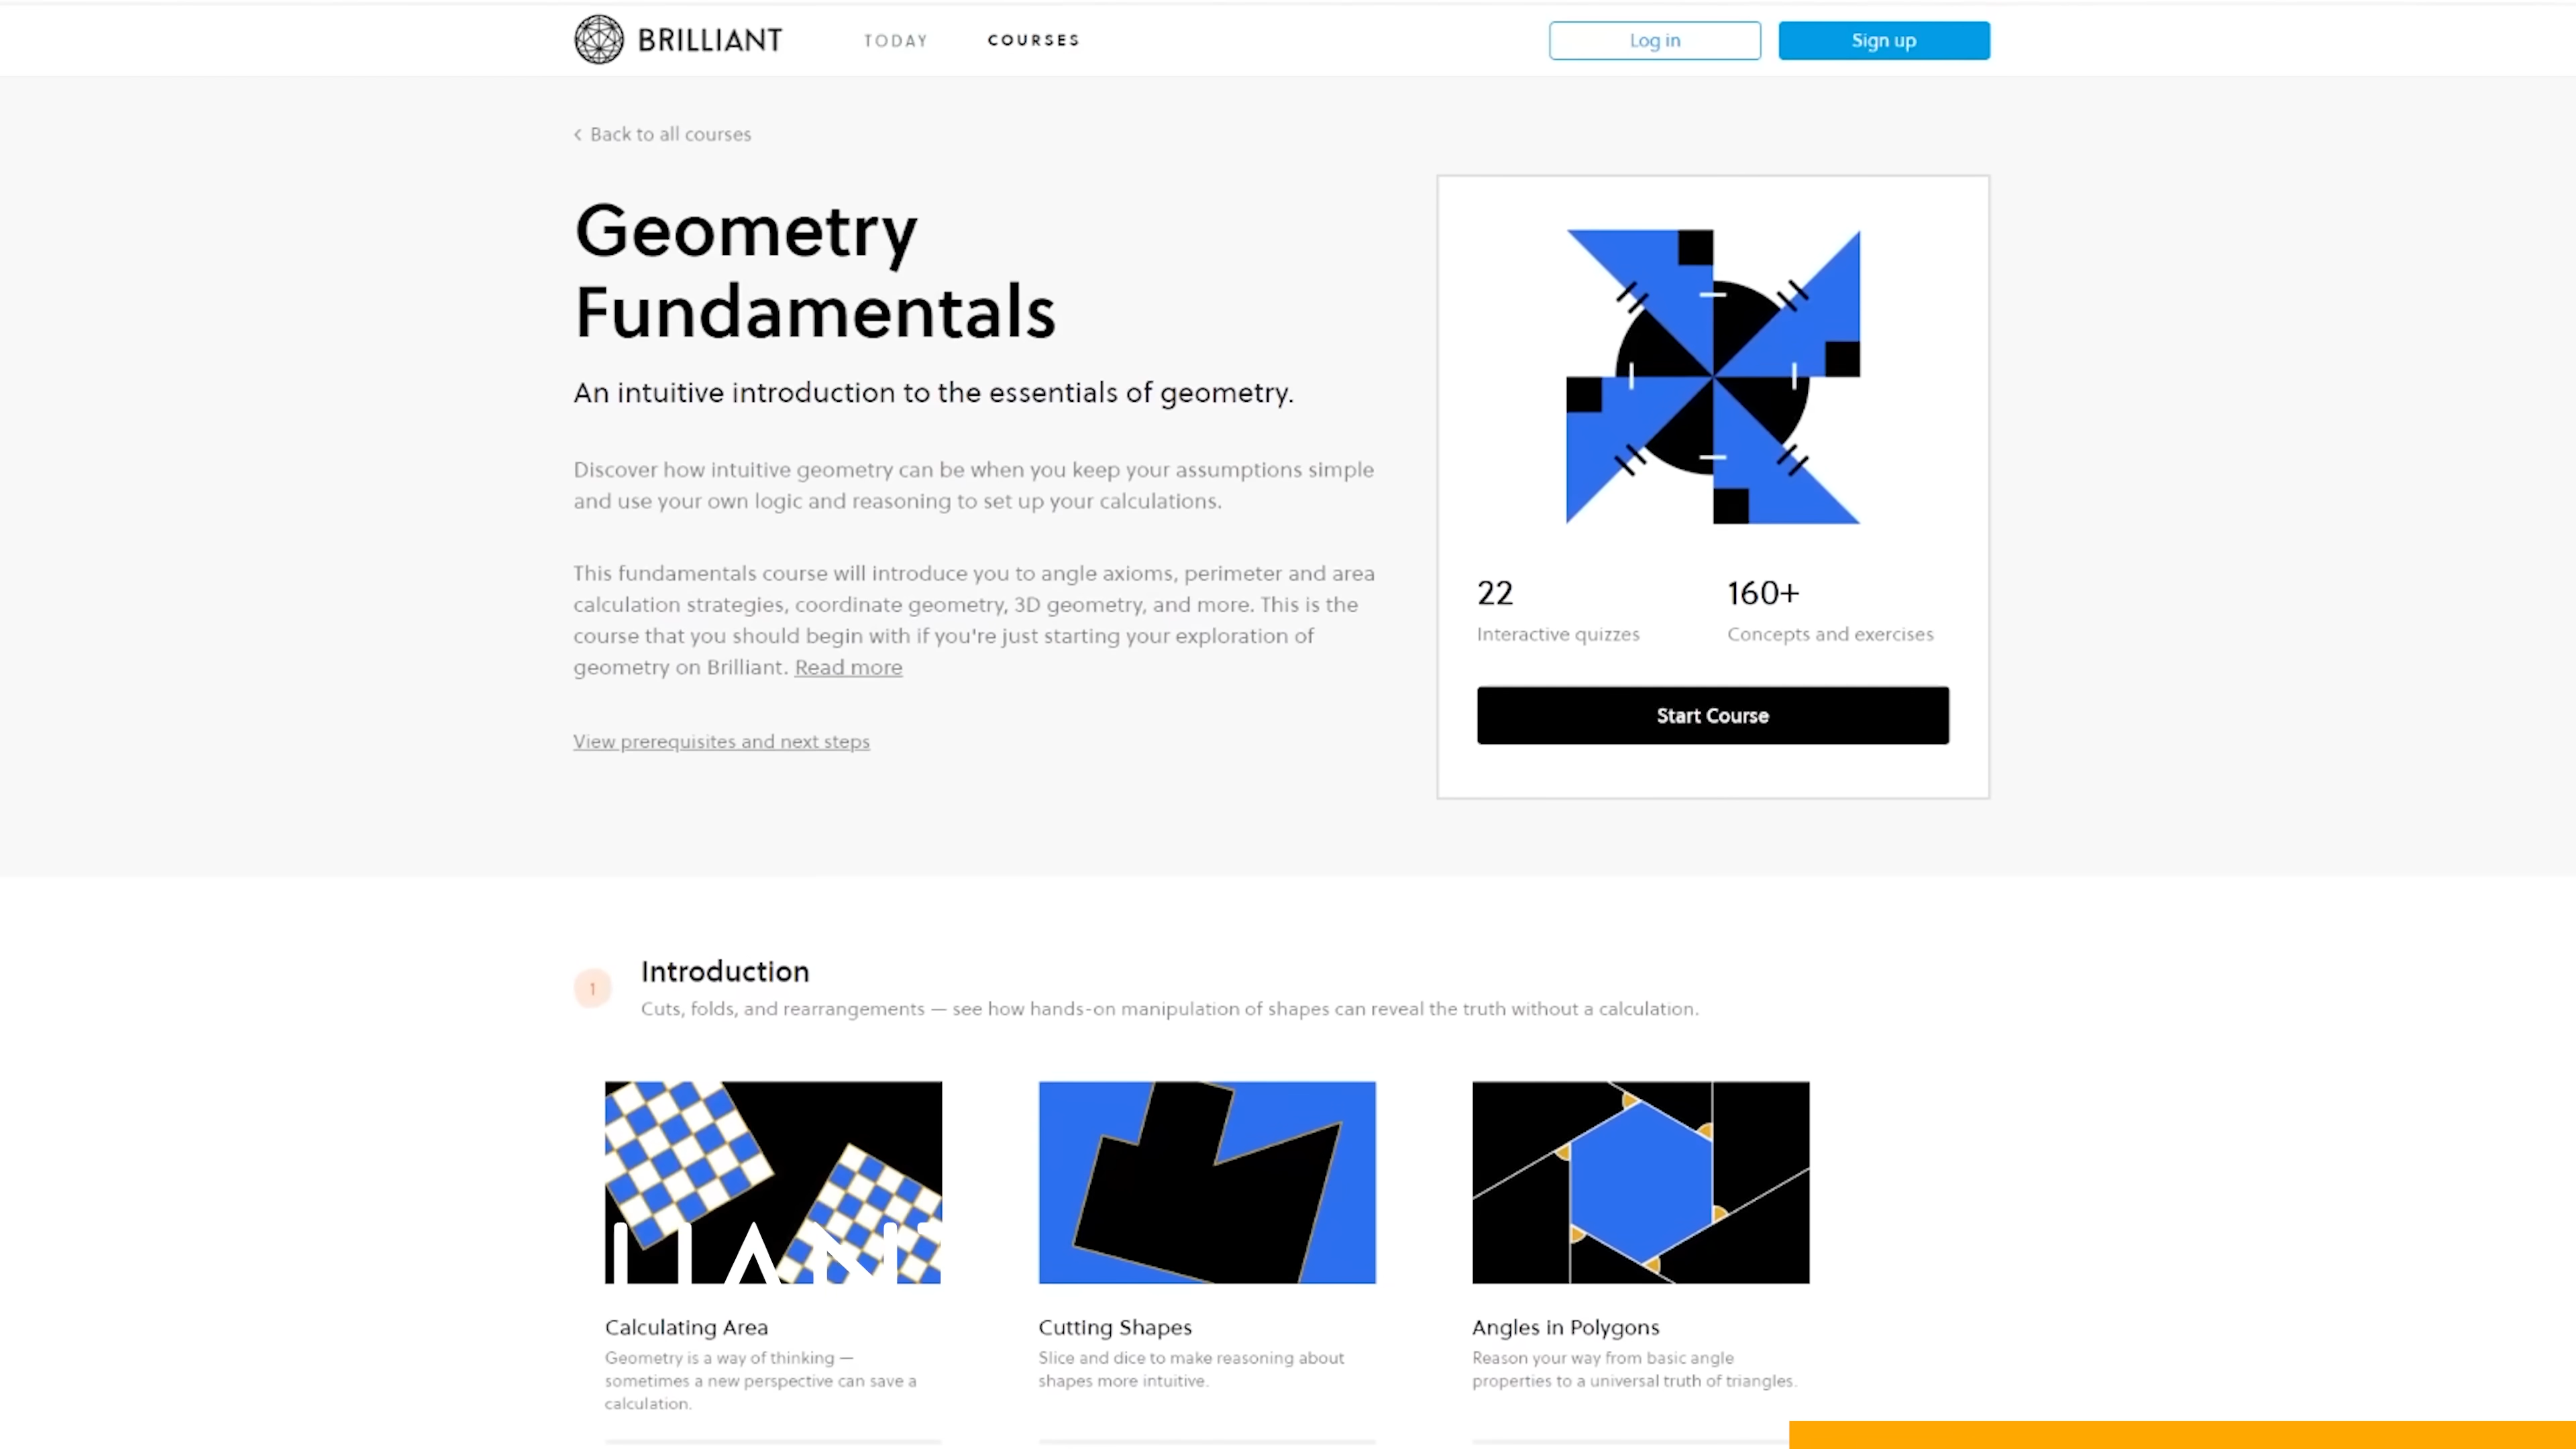 BRILLIANT
TODAY
COURSES
Log in
Sign up
Back to all courses
Geometry
Fundamentals
An intuitive introduction to the essentials of geometry.
Discover how intuitive geometry can be when you keep your assumptions simple
and use your own logic and reasoning to set up your calculations.
This fundamentals course will introduce you to angle axioms, perimeter and area
calculation strategies, coordinate geometry, 3D geometry, and more. This is the
course that you should begin with if you're just starting your exploration of
geometry on Brilliant. Read more
View prerequisites and next steps
22
Interactive quizzes
160+
Concepts and exercises
Start Course
1
Introduction
Cuts, folds, and rearrangements — see how hands-on manipulation of shapes can reveal the truth without a calculation.
Calculating Area
Geometry is a way of thinking —
sometimes a new perspective can save a
calculation.
Cutting Shapes
Slice and dice to make reasoning about
shapes more intuitive.
Angles in Polygons
Reason your way from basic angle
properties to a universal truth of triangles.